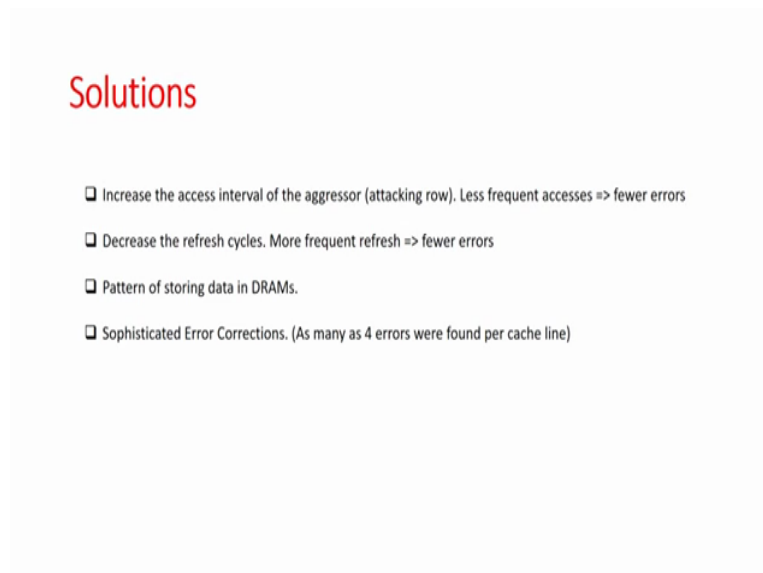 Solutions
❑ Increase the access interval of the aggressor (attacking row). Less frequent accesses => fewer errors
❑ Decrease the refresh cycles. More frequent refresh => fewer errors
❑ Pattern of storing data in DRAMs.
❑ Sophisticated Error Corrections. (As many as 4 errors were found per cache line)